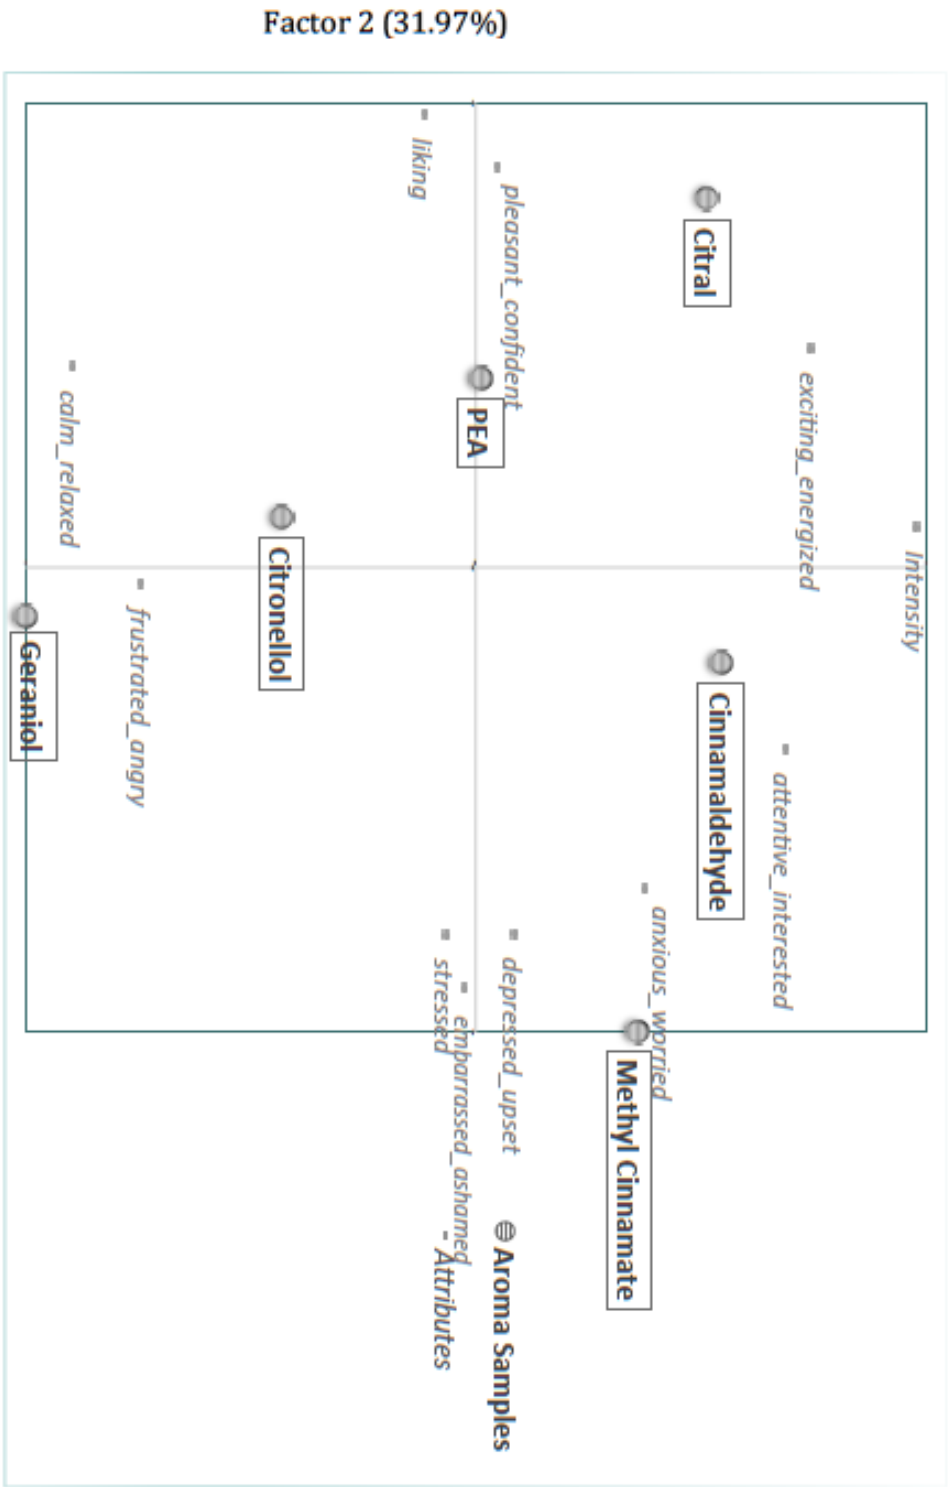 Factor 2 (31.97%)
Intensity
exciting_energized
attentive_interested
Cinnamaldehyde
Citral
anxious_worried
Methyl Cinnamate
pleasant_confident
depressed_upset
Aroma Samples
PEA
embarrassed_ashamed
stressed
Attributes
liking
Citronellol
frustrated_angry
calm_relaxed
Geraniol